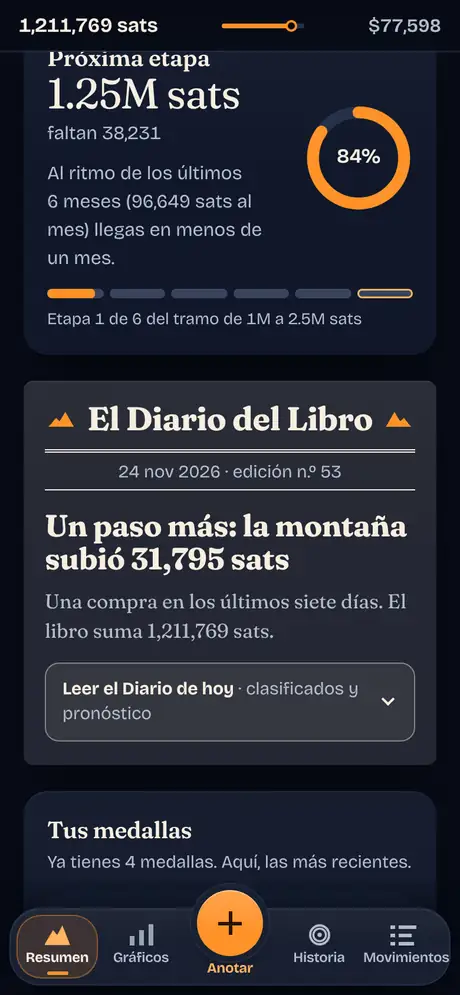 1,211,769 sats
$77,598
Próxima etapa
1.25M sats
faltan 38,231
84%
Al ritmo de los últimos
6 meses (96,649 sats al
mes) llegas en menos de
un mes.
Etapa 1 de 6 del tramo de 1M a 2.5M sats
El Diario del Libro
24 nov 2026 · edición n.º 53
Un paso más: la montaña
subió 31,795 sats
Una compra en los últimos siete días. El
libro suma 1,211,769 sats.
Leer el Diario de hoy · clasificados y
pronóstico
Tus medallas
Ya tienes 4 medallas. Aquí, las más recientes.
Resumen
Gráficos
Anotar
Historia
Movimientos